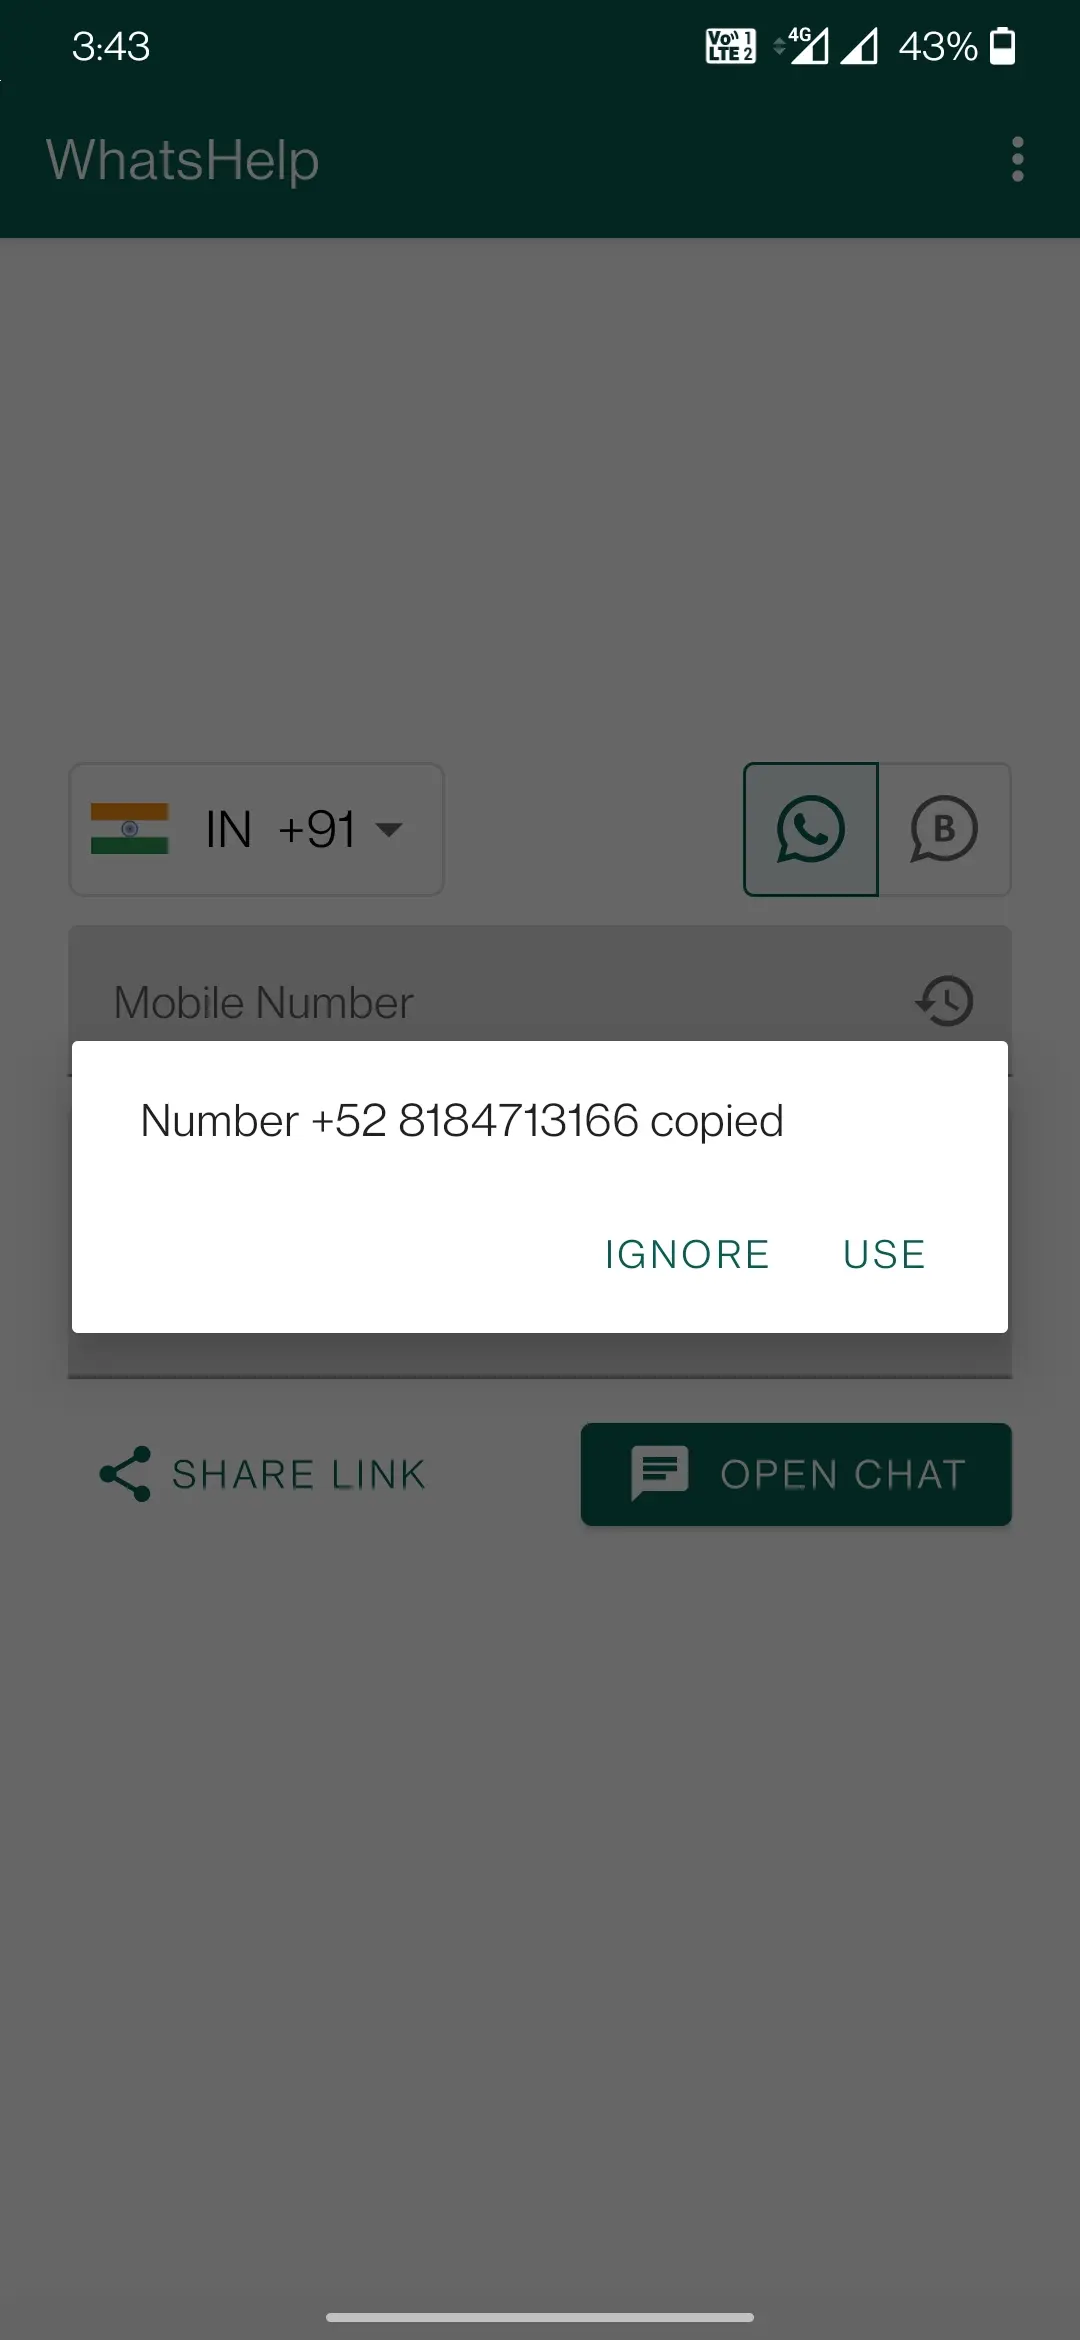 3:43
Vo)) 1
LTE 2
4G
43%
WhatsHelp
IN +91
B
Mobile Number
Number +52 8184713166 copied
IGNORE USE
SHARE LINK
OPEN CHAT